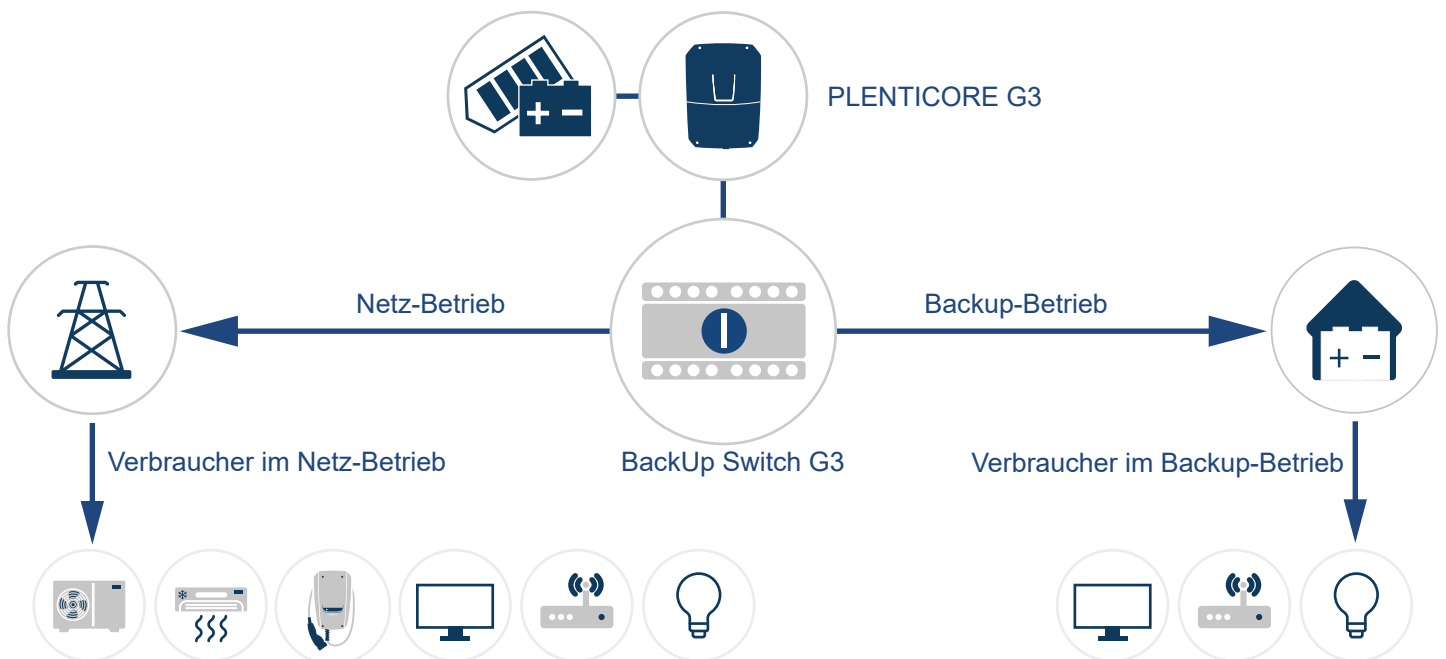 PLENTICORE G3
Netz-Betrieb
Backup-Betrieb
Verbraucher im Netz-Betrieb
BackUp Switch G3
Verbraucher im Backup-Betrieb